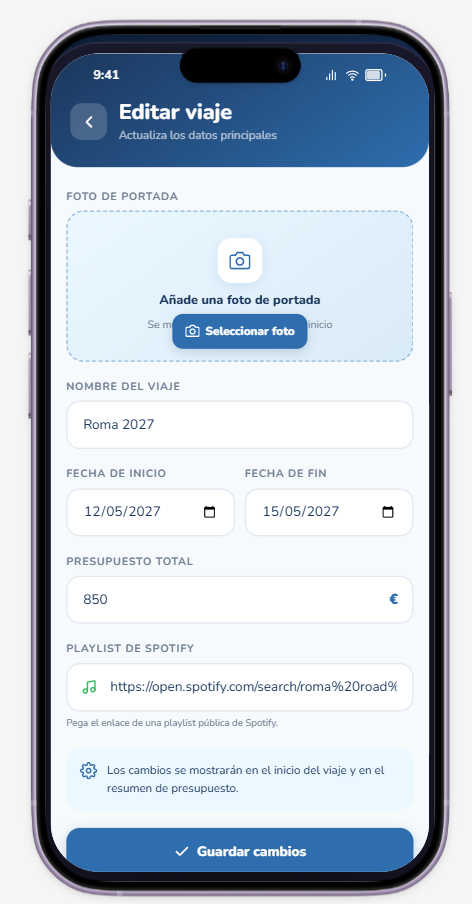 9:41
Editar viaje
Actualiza los datos principales
FOTO DE PORTADA
Añade una foto de portada
Se inicio
Seleccionar foto
NOMBRE DEL VIAJE
Roma 2027
FECHA DE INICIO FECHA DE FIN
12/05/2027 15/05/2027
PRESUPUESTO TOTAL
850 €
PLAYLIST DE SPOTIFY
https://open.spotify.com/search/roma%20road%
Pega el enlace de una playlist pública de Spotify.
Los cambios se mostrarán en el inicio del viaje y en el
resumen de presupuesto.
Guardar cambios